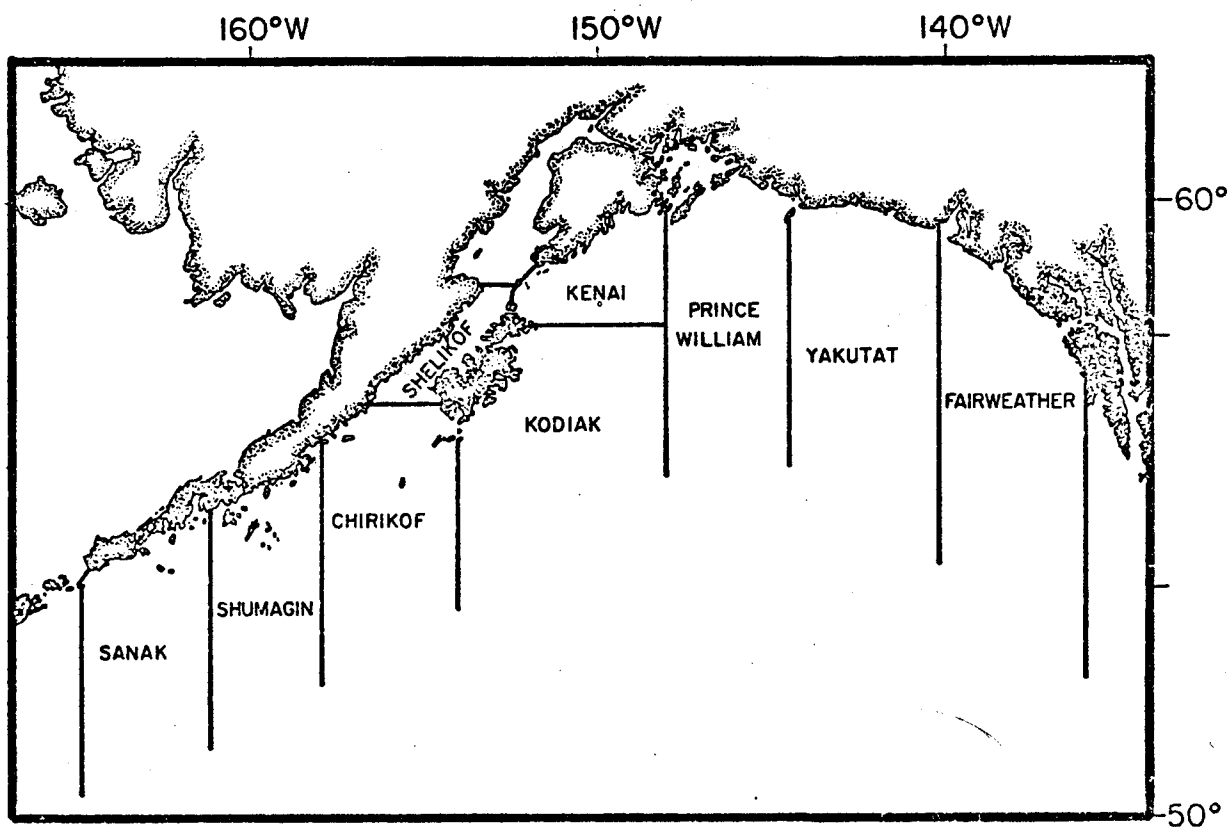 160°W 150°W 140°W
60°
KENAI
PRINCE
WILLIAM
SHELIKOF
YAKUTAT
FAIRWEATHER
KODIAK
CHIRIKOF
SHUMAGIN
SANAK
50°